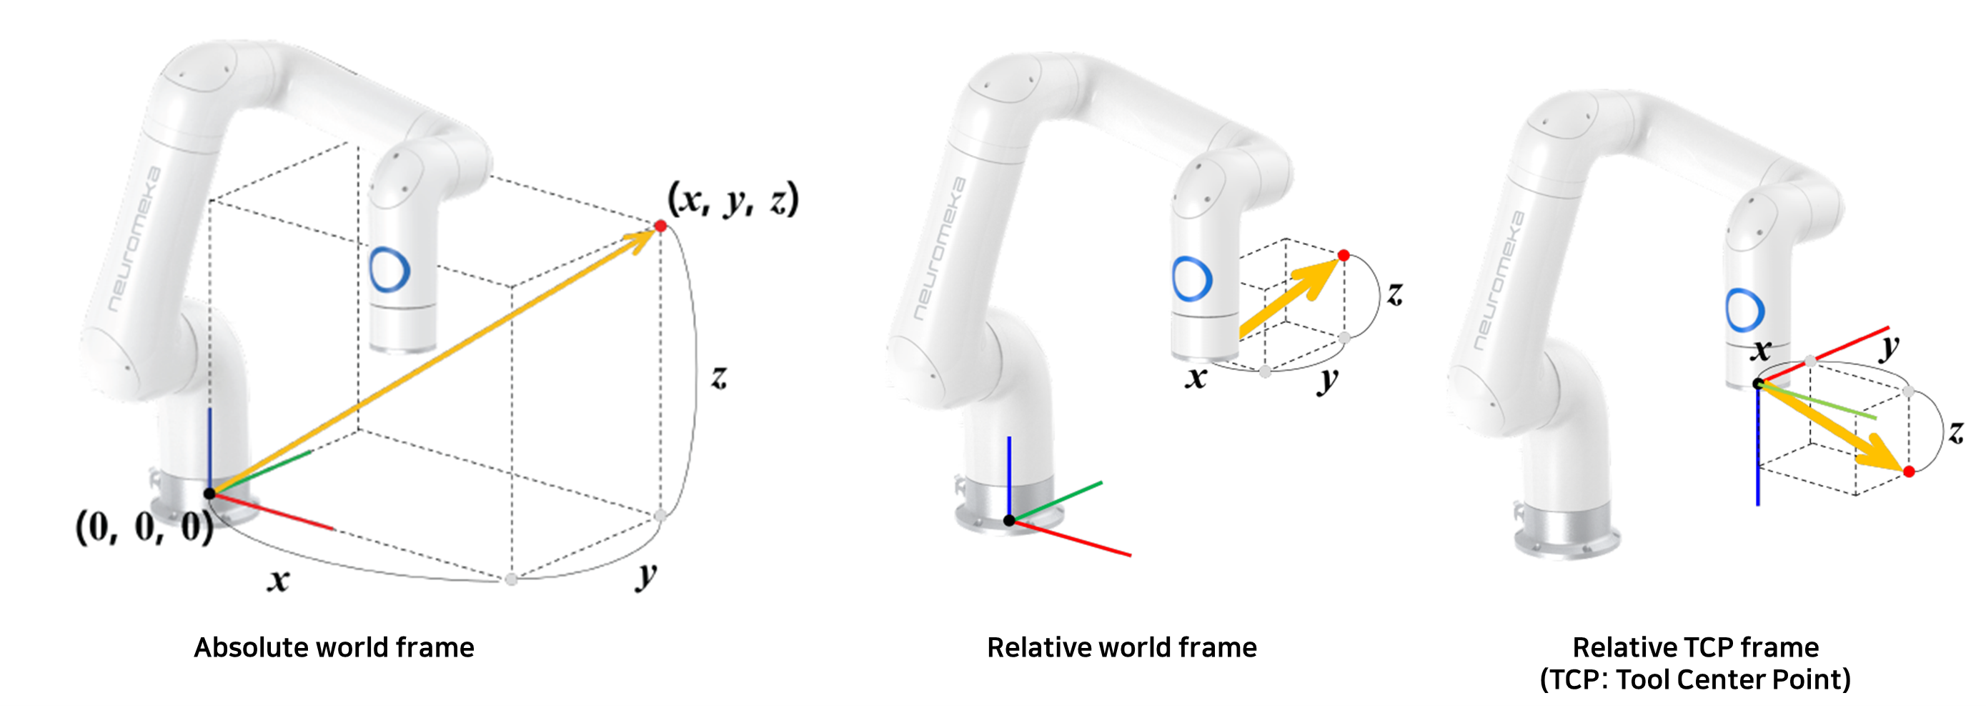 neuromeka
(x, y, z)
z
(0, 0, 0)
x
y
Absolute world frame
neuromeka
z
x
y
Relative world frame
neuromeka
x
y
z
Relative TCP frame
(TCP: Tool Center Point)